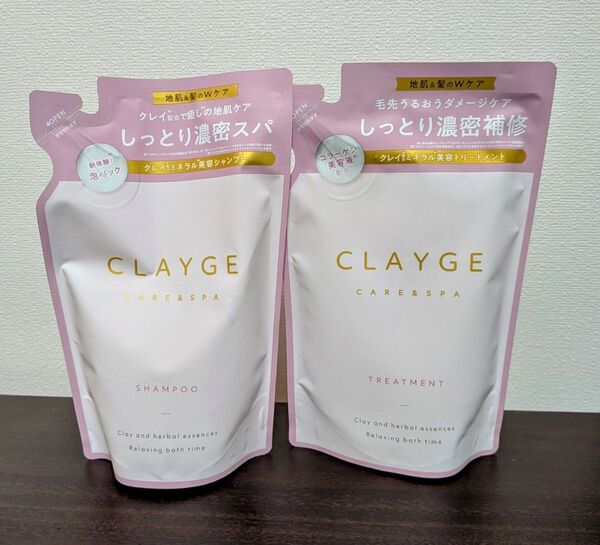 地肌&髪のWケア
クレイ配合で癒しの地肌ケア
しっとり濃密スパ
新体験!
泡パック
クレイ配合ミネラル美容シャンプー
CLAYGE
CARE & SPA
SHAMPOO
Clay and herbal essences
Relaxing bath time
OPEN
地肌&髪のWケア
毛先うるおうダメージケア
しっとり濃密補修
コラーゲン
美容液
配合
クレイ配合ミネラル美容トリートメント
CLAYGE
CARE & SPA
TREATMENT
Clay and herbal essences
Relaxing bath time
OPEN